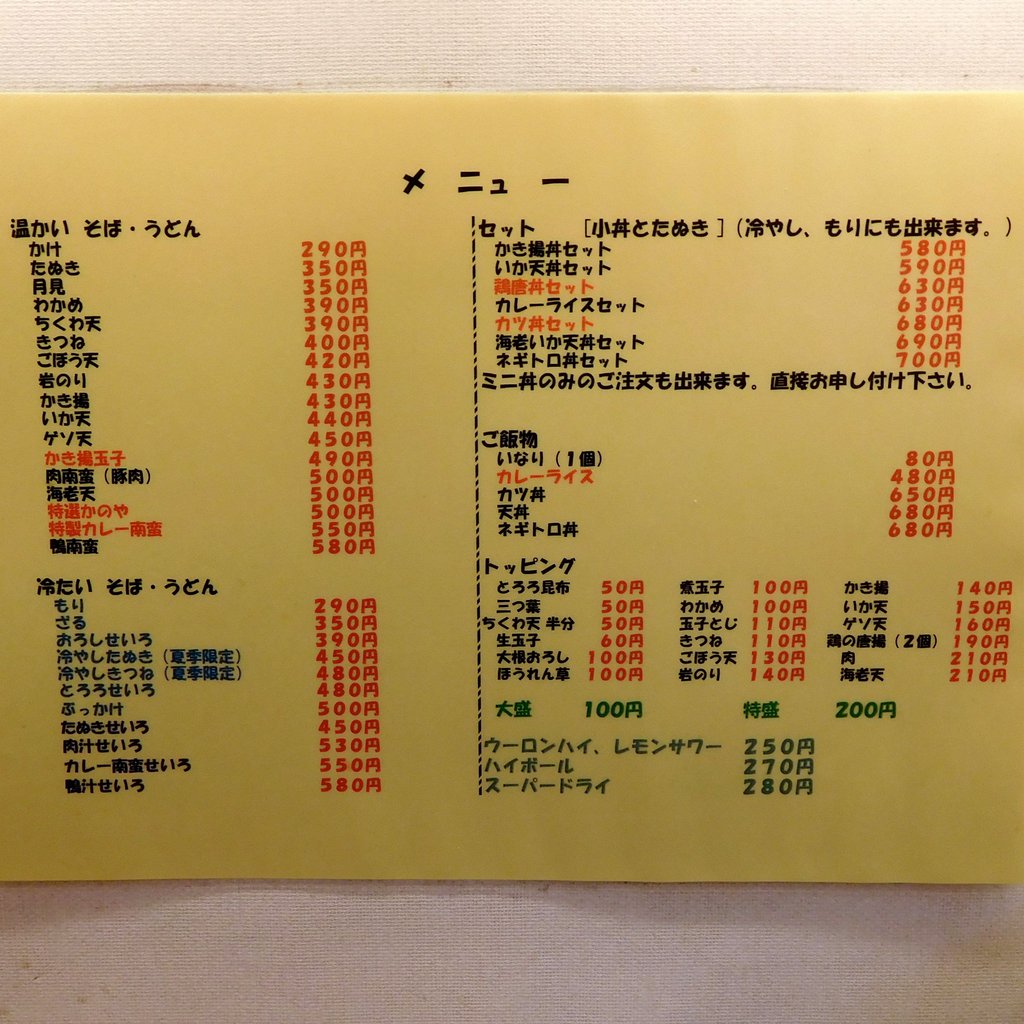 メニュー
温かい そば・うどん
かけ 290円
たぬき 350円
月見 350円
わかめ 390円
ちくわ天 390円
きつね 400円
ごぼう天 420円
岩のり 430円
かき揚 430円
いか天 440円
ゲソ天 450円
かき揚玉子 490円
肉南蛮（豚肉） 500円
海老天 500円
特選かのや 500円
特製カレー南蛮 550円
鴨南蛮 580円
冷たい そば・うどん
もり 290円
ざる 350円
おろしせいろ 390円
冷やしたぬき（夏季限定） 450円
冷やしきつね（夏季限定） 480円
とろろせいろ 480円
ぶっかけ 500円
たぬきせいろ 450円
肉汁せいろ 530円
カレー南蛮せいろ 550円
鴨汁せいろ 580円
セット ［小丼とたぬき］（冷やし、もりにも出来ます。）
かき揚丼セット 580円
いか天丼セット 590円
鶏唐丼セット 630円
カレーライスセット 630円
カツ丼セット 680円
海老いか天丼セット 690円
ネギトロ丼セット 700円
ミニ丼のみのご注文も出来ます。直接お申し付け下さい。
ご飯物
いなり（1個） 80円
カレーライス 480円
カツ丼 650円
天丼 680円
ネギトロ丼 680円
トッピング
とろろ昆布 50円 煮玉子 100円 かき揚 140円
三つ葉 50円 わかめ 100円 いか天 150円
ちくわ天 半分 50円 玉子とじ 110円 ゲソ天 160円
生玉子 60円 きつね 110円 鶏の唐揚（2個） 190円
大根おろし 100円 ごぼう天 130円 肉 210円
ほうれん草 100円 岩のり 140円 海老天 210円
大盛 100円 特盛 200円
ウーロンハイ、レモンサワー 250円
ハイボール 270円
スーパードライ 280円